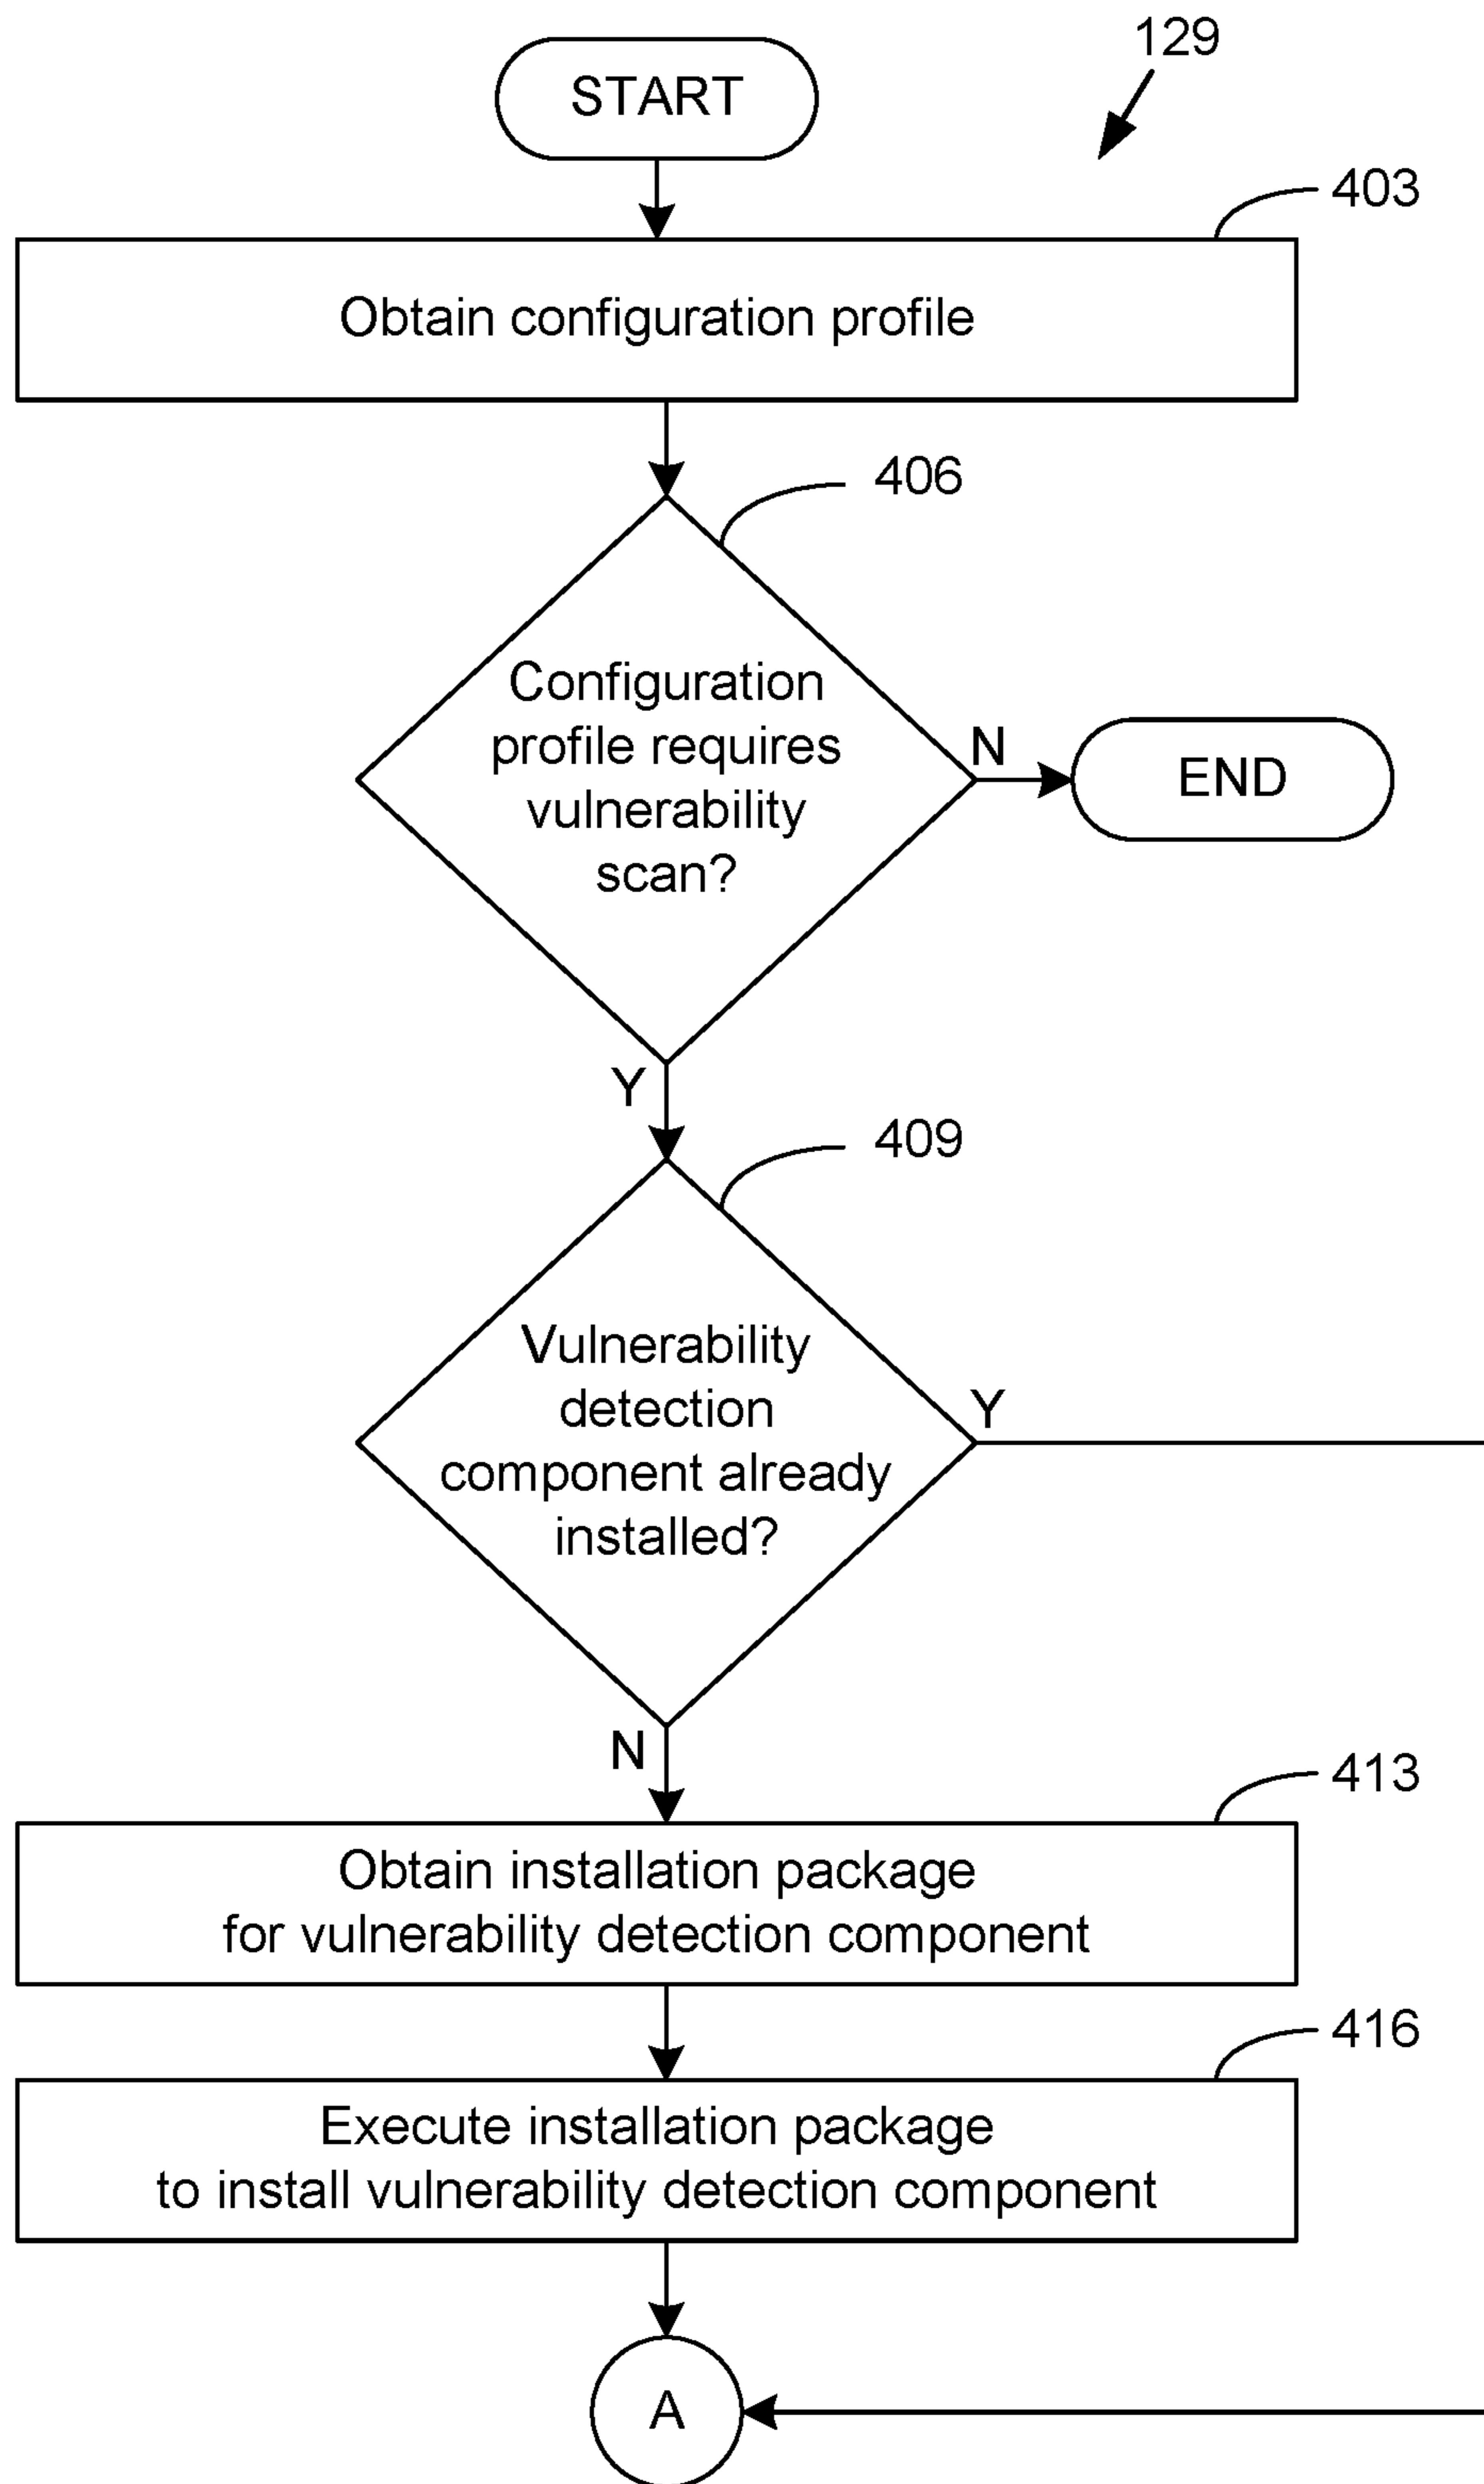 START
129
403
Obtain configuration profile
406
Configuration
profile requires
vulnerability
scan?
N
END
Y
409
Vulnerability
detection
component already
installed?
Y
N
413
Obtain installation package
for vulnerability detection component
416
Execute installation package
to install vulnerability detection component
A